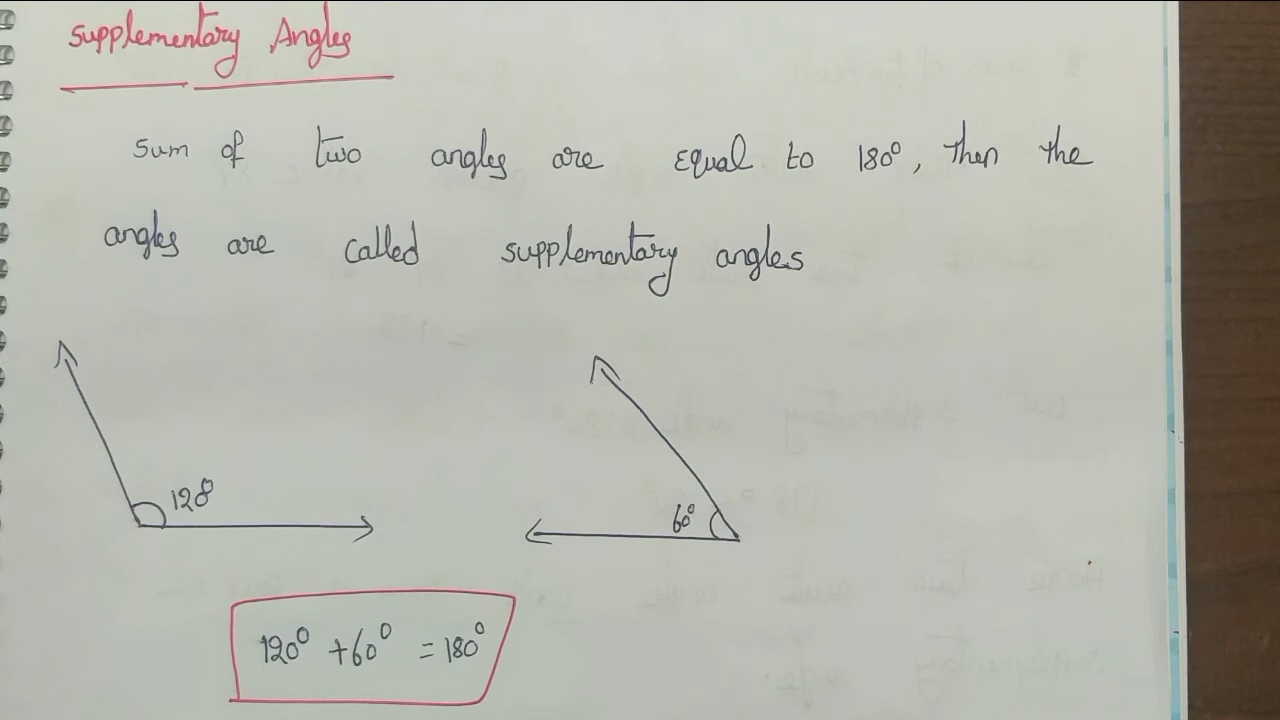 Supplementary Angles
Sum of two angles are equal to 180°, then the
angles are called supplementary angles
120°
60°
120° + 60° = 180°